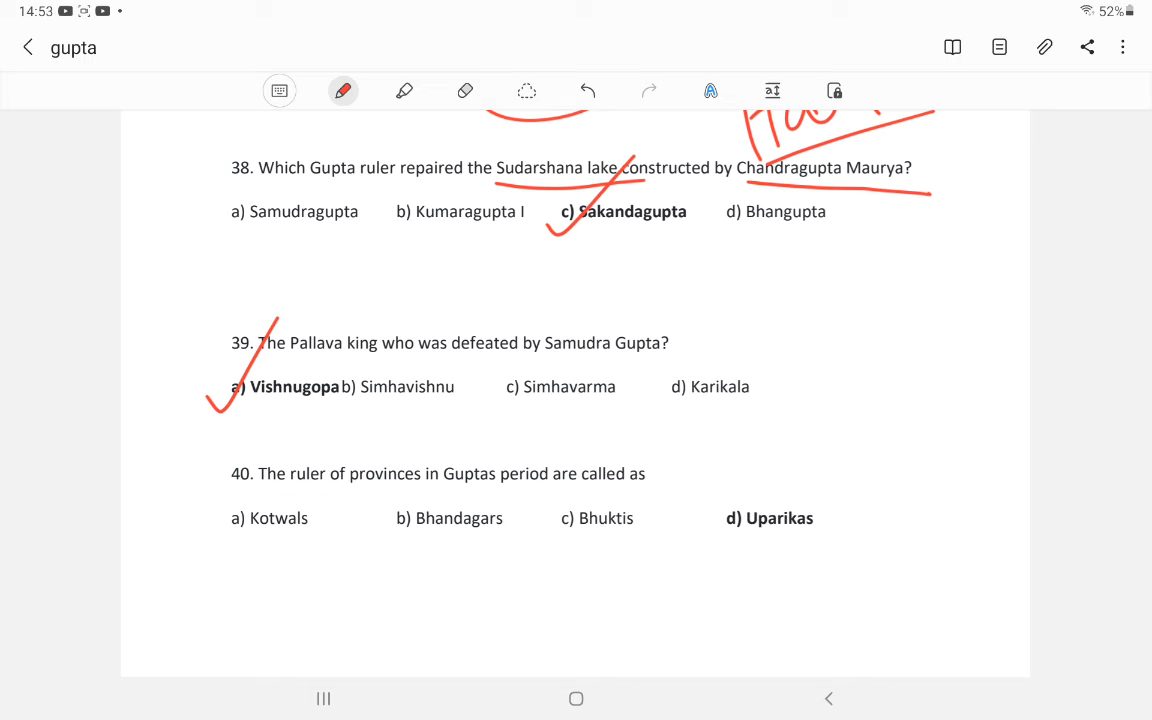 14:53
52%
gupta
38. Which Gupta ruler repaired the Sudarshana lake constructed by Chandragupta Maurya?
a) Samudragupta b) Kumaragupta I c) Sakandagupta d) Bhangupta
39. The Pallava king who was defeated by Samudra Gupta?
a) Vishnugopa b) Simhavishnu c) Simhavarma d) Karikala
40. The ruler of provinces in Guptas period are called as
a) Kotwals b) Bhandagars c) Bhuktis d) Uparikas